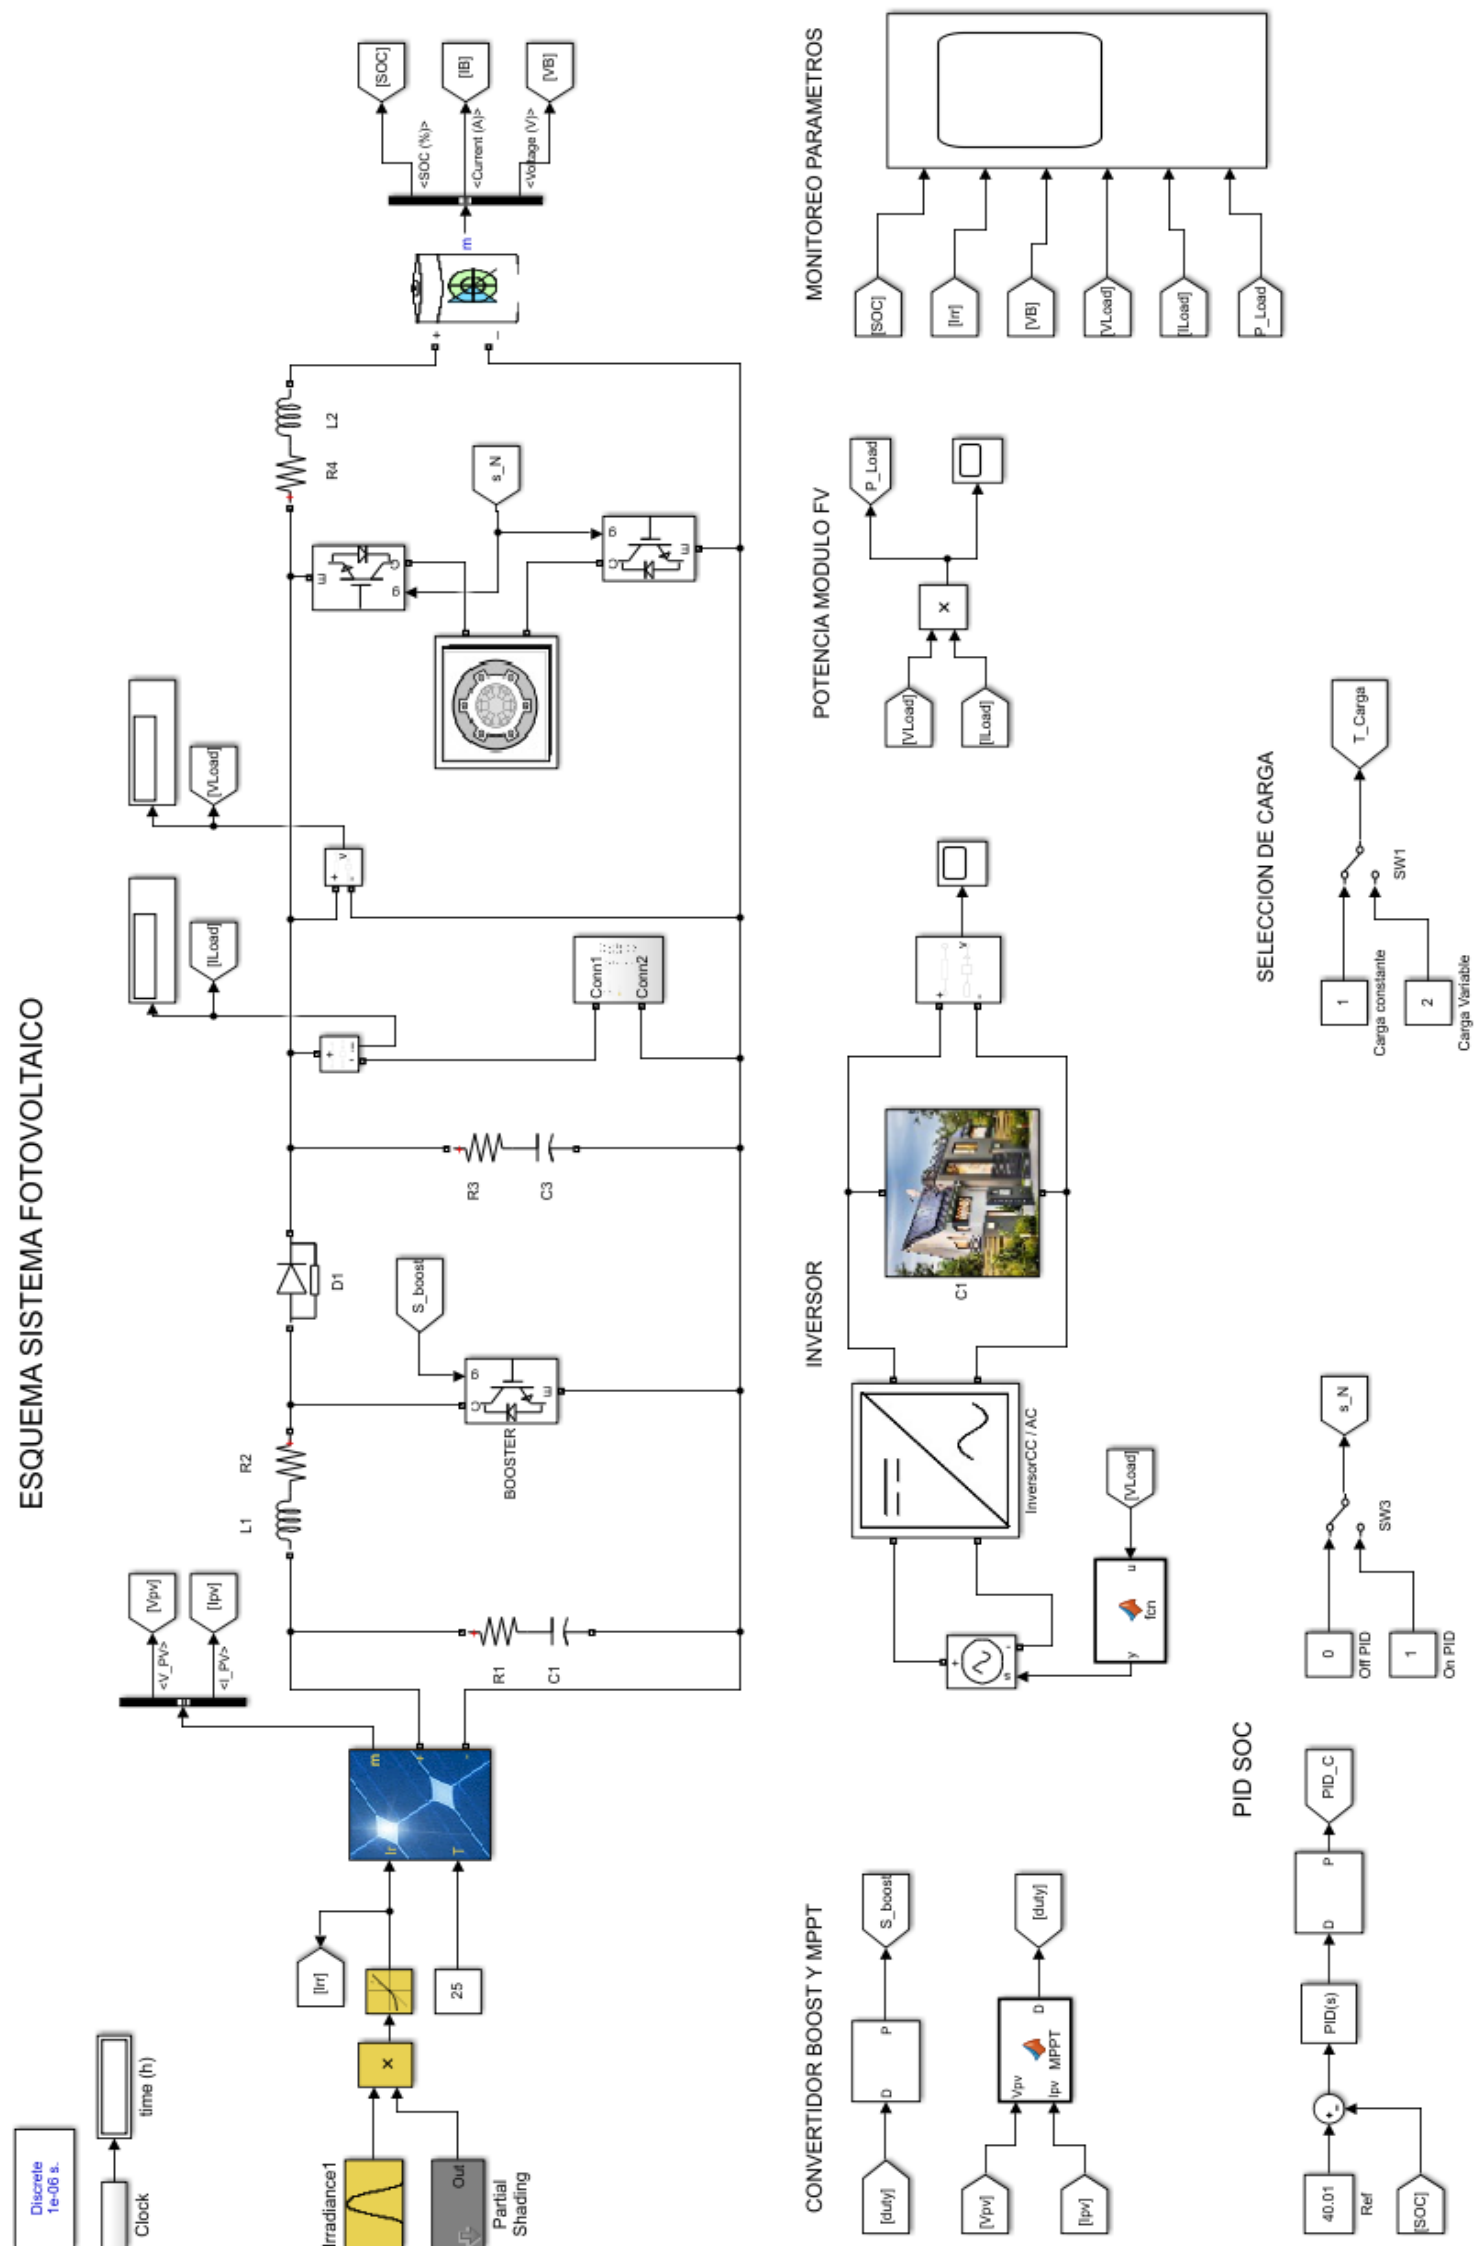 ESQUEMA SISTEMA FOTOVOLTAICO
Discrete
1e-06 s.
Clock
time (h)
Irradiance1
Partial
Shading
Out
×
[Irr]
25
Ir
T
m
+
-
<V_PV>
<I_PV>
[Vpv]
[Ipv]
R1
C1
L1
R2
BOOSTER
g
C
E
S_boost
D1
R3
C3
[ILoad]
Conn1
Conn2
[VLoad]
+
-
v
g
C
E
s_N
g
C
E
R4
L2
+
-
m
<SOC (%)>
<Current (A)>
<Voltage (V)>
[SOC]
[IB]
[VB]
CONVERTIDOR BOOST Y MPPT
[duty]
D
P
S_boost
[Vpv]
[Ipv]
Vpv
Ipv
MPPT
D
[duty]
INVERSOR
[VLoad]
u
fcn
y
s
+
-
InversorCC / AC
C1
+
-
v
POTENCIA MODULO FV
[VLoad]
[ILoad]
×
P_Load
MONITOREO PARAMETROS
[SOC]
[Irr]
[VB]
[VLoad]
[ILoad]
P_Load
PID SOC
40.01
Ref
[SOC]
+
-
PID(s)
D
P
PID_C
0
Off PID
1
On PID
SW3
s_N
SELECCION DE CARGA
1
Carga constante
2
Carga Variable
SW1
T_Carga